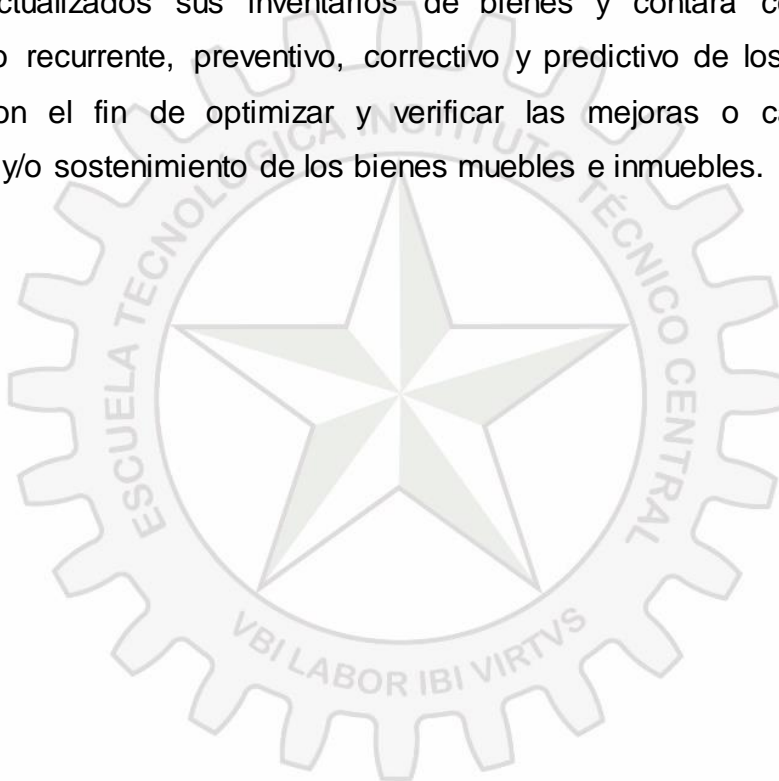 ctualizados sus inventarios de bienes y contará c
o recurrente, preventivo, correctivo y predictivo de los
on el fin de optimizar y verificar las mejoras o c
y/o sostenimiento de los bienes muebles e inmuebles.
ESCUELA TECNOLÓGICA INSTITUTO TÉCNICO CENTRAL
VBI LABOR IBI VIRTVS